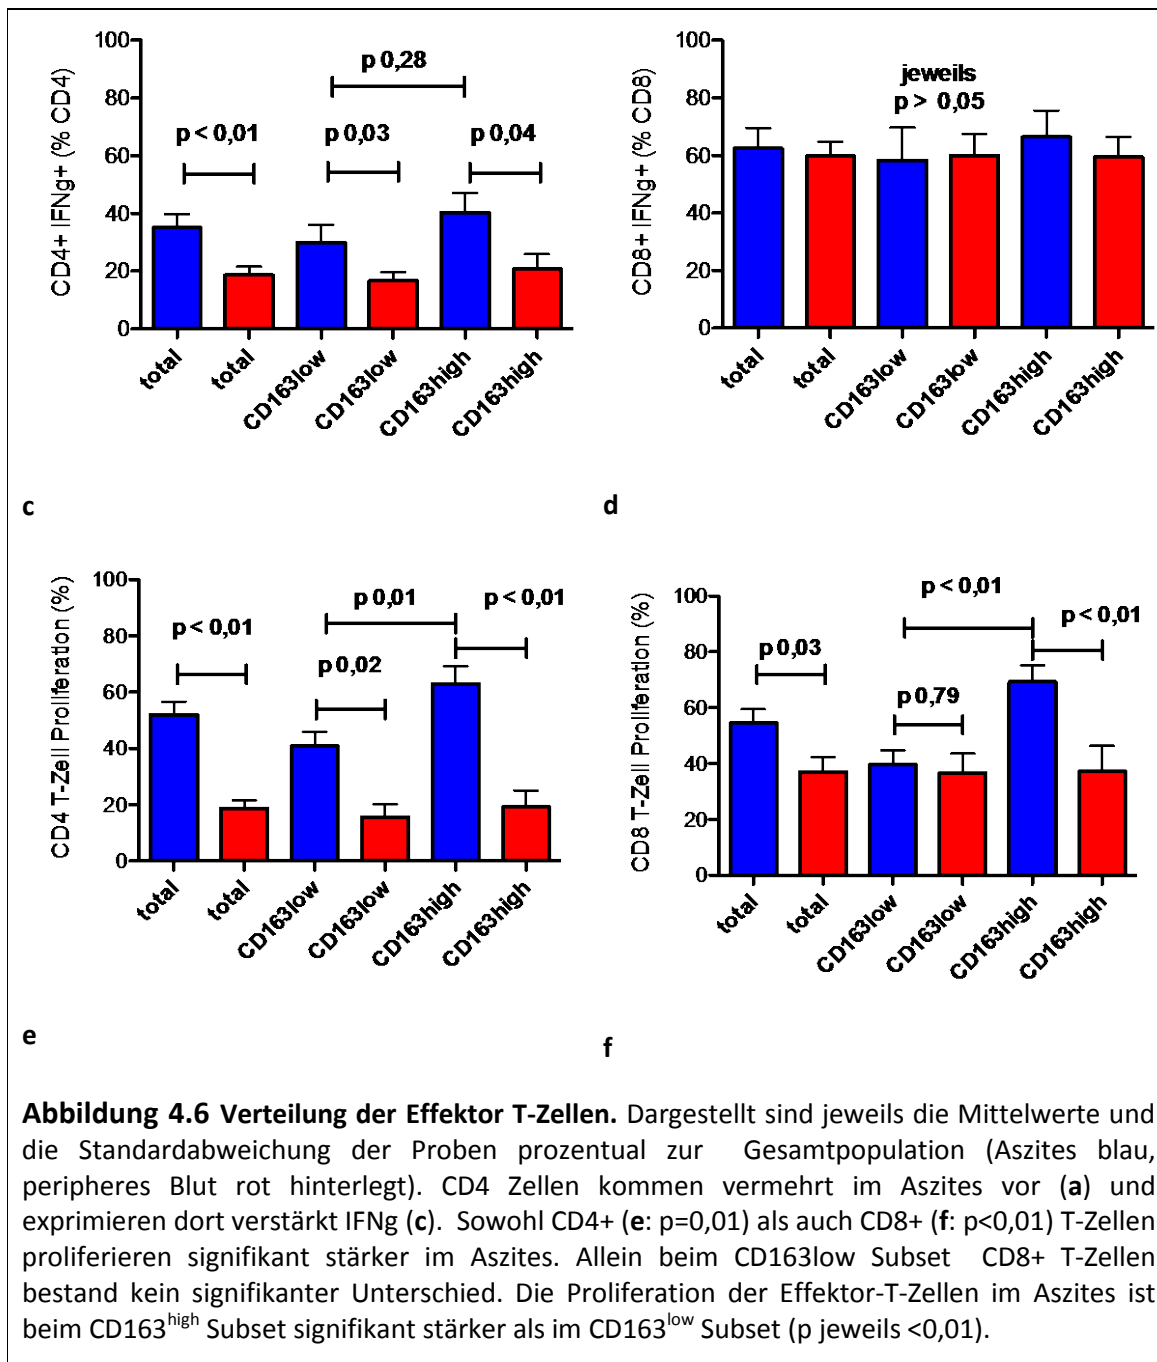 CD4+ IFNg+ (% CD4)
100
80
60
40
20
0
p < 0,01
p 0,28
p 0,03
p 0,04
total
total
CD163low
CD163low
CD163high
CD163high
c
CD8+ IFNg+ (% CD8)
100
80
60
40
20
0
jeweils
p > 0,05
total
total
CD163low
CD163low
CD163high
CD163high
d
CD4 T-Zell Proliferation (%)
100
80
60
40
20
0
p < 0,01
p 0,01
p 0,02
p < 0,01
total
total
CD163low
CD163low
CD163high
CD163high
e
CD8 T-Zell Proliferation (%)
100
80
60
40
20
0
p 0,03
p < 0,01
p 0,79
p < 0,01
total
total
CD163low
CD163low
CD163high
CD163high
f
Abbildung 4.6 Verteilung der Effektor T-Zellen. Dargestellt sind jeweils die Mittelwerte und
die Standardabweichung der Proben prozentual zur Gesamtpopulation (Aszites blau,
peripheres Blut rot hinterlegt). CD4 Zellen kommen vermehrt im Aszites vor (a) und
exprimieren dort verstärkt IFNg (c). Sowohl CD4+ (e: p=0,01) als auch CD8+ (f: p<0,01) T-Zellen
proliferieren signifikant stärker im Aszites. Allein beim CD163low Subset CD8+ T-Zellen
bestand kein signifikanter Unterschied. Die Proliferation der Effektor-T-Zellen im Aszites ist
beim CD163high Subset signifikant stärker als im CD163low Subset (p jeweils <0,01).